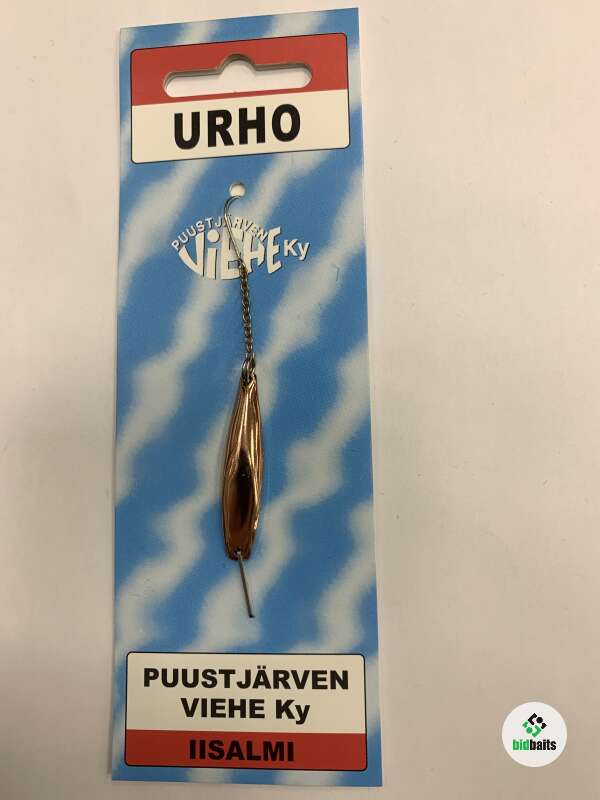 URHO
PUUSTJÄRVEN
VIEHE Ky
PUUSTJÄRVEN
VIEHE Ky
IISALMI
bidbaits